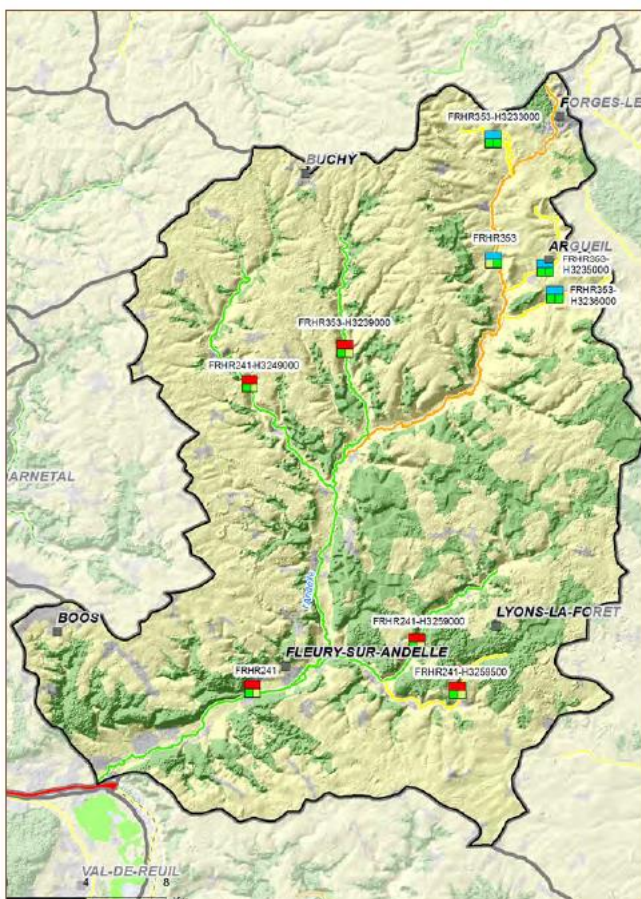 FORGES-LE
FRHR353-H3233000
BUCHY
FRHR353
ARGUEIL
FRHR353-
H3235000
FRHR353-
H3236000
FRHR353-H3239000
FRHR241-H3249000
ARNETAL
l'Andelle
FRHR241-H3259000
LYONS-LA-FORET
BOOS
FLEURY-SUR-ANDELLE
FRHR241
FRHR241-H3259500
VAL-DE-REUIL
4
8